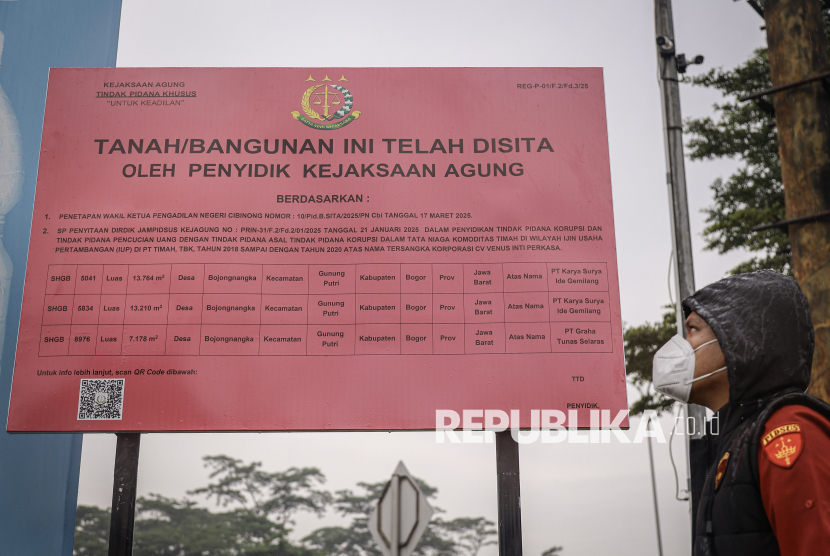 KEJAKSAAN AGUNG
TINDAK PIDANA KHUSUS
"UNTUK KEADILAN"
REG-P-01/F.2/Fd.3/25
TANAH/BANGUNAN INI TELAH DISITA
OLEH PENYIDIK KEJAKSAAN AGUNG
BERDASARKAN :
1. PENETAPAN WAKIL KETUA PENGADILAN NEGERI CIBINONG NOMOR : 10/Pid.B.SITA/2025/PN Cbi TANGGAL 17 MARET 2025.
2. SP PENYITAAN DIRDIK JAMPIDSUS KEJAGUNG NO : PRIN-31/F.2/Fd.2/01/2025 TANGGAL 21 JANUARI 2025 DALAM PENYIDIKAN TINDAK PIDANA KORUPSI DAN
TINDAK PIDANA PENCUCIAN UANG DENGAN TINDAK PIDANA ASAL TINDAK PIDANA KORUPSI DALAM TATA NIAGA KOMODITAS TIMAH DI WILAYAH IJIN USAHA
PERTAMBANGAN (IUP) DI PT TIMAH, TBK. TAHUN 2018 SAMPAI DENGAN TAHUN 2020 ATAS NAMA TERSANGKA KORPORASI CV VENUS INTI PERKASA.
SHGB 5041 Luas 13.764 m² Desa Bojongnangka Kecamatan Gunung Putri Kabupaten Bogor Prov Jawa Barat Atas Nama PT Karya Surya Ide Gemilang
SHGB 5834 Luas 13.210 m² Desa Bojongnangka Kecamatan Gunung Putri Kabupaten Bogor Prov Jawa Barat Atas Nama PT Karya Surya Ide Gemilang
SHGB 8976 Luas 7.178 m² Desa Bojongnangka Kecamatan Gunung Putri Kabupaten Bogor Prov Jawa Barat Atas Nama PT Graha Tunas Selaras
Untuk info lebih lanjut, scan QR Code dibawah:
TTD
PENYIDIK
REPUBLIKA.co.id
PIDSUS